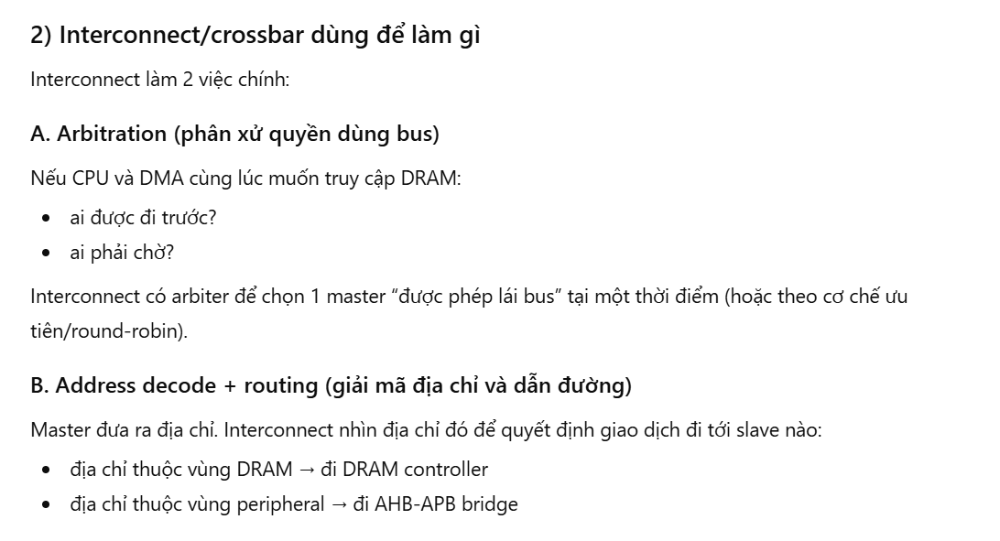 2) Interconnect/crossbar dùng để làm gì
Interconnect làm 2 việc chính:
A. Arbitration (phân xử quyền dùng bus)
Nếu CPU và DMA cùng lúc muốn truy cập DRAM:
• ai được đi trước?
• ai phải chờ?
Interconnect có arbiter để chọn 1 master “được phép lái bus” tại một thời điểm (hoặc theo cơ chế ưu
tiên/round-robin).
B. Address decode + routing (giải mã địa chỉ và dẫn đường)
Master đưa ra địa chỉ. Interconnect nhìn địa chỉ đó để quyết định giao dịch đi tới slave nào:
• địa chỉ thuộc vùng DRAM → đi DRAM controller
• địa chỉ thuộc vùng peripheral → đi AHB-APB bridge